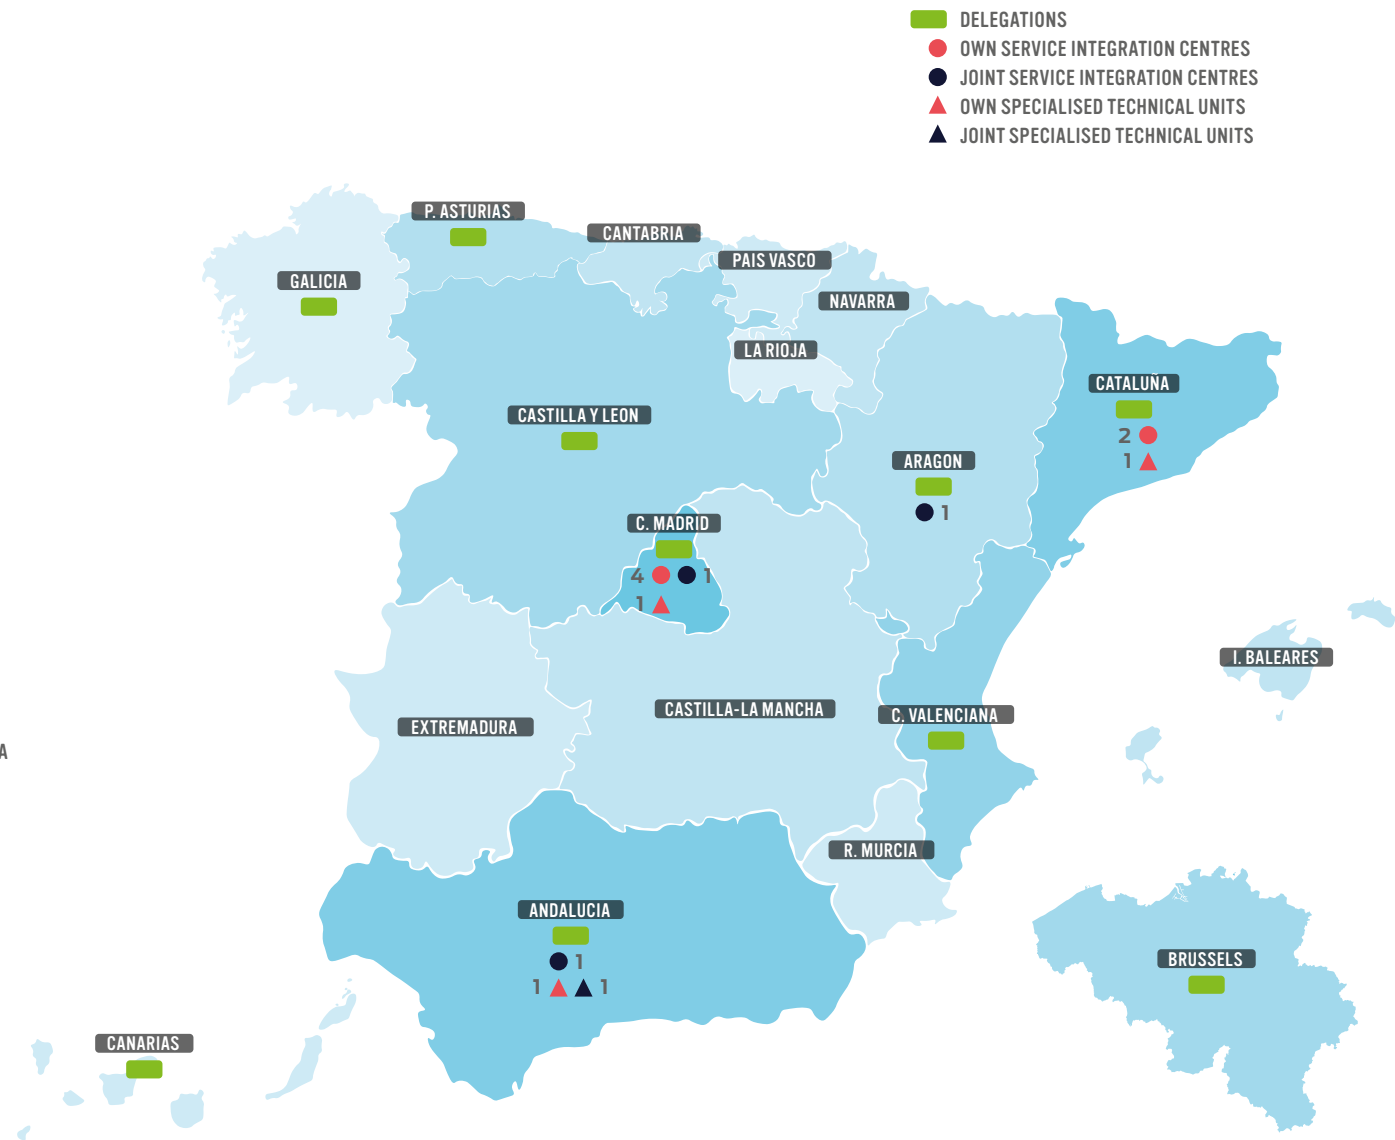 DELEGATIONS
OWN SERVICE INTEGRATION CENTRES
JOINT SERVICE INTEGRATION CENTRES
OWN SPECIALISED TECHNICAL UNITS
JOINT SPECIALISED TECHNICAL UNITS
P. ASTURIAS
CANTABRIA
PAIS VASCO
GALICIA
NAVARRA
LA RIOJA
CATALUÑA
2
1
CASTILLA Y LEON
ARAGON
1
C. MADRID
4 1
1
I. BALEARES
CASTILLA-LA MANCHA
C. VALENCIANA
EXTREMADURA
A
R. MURCIA
ANDALUCIA
1
1 1
BRUSSELS
CANARIAS